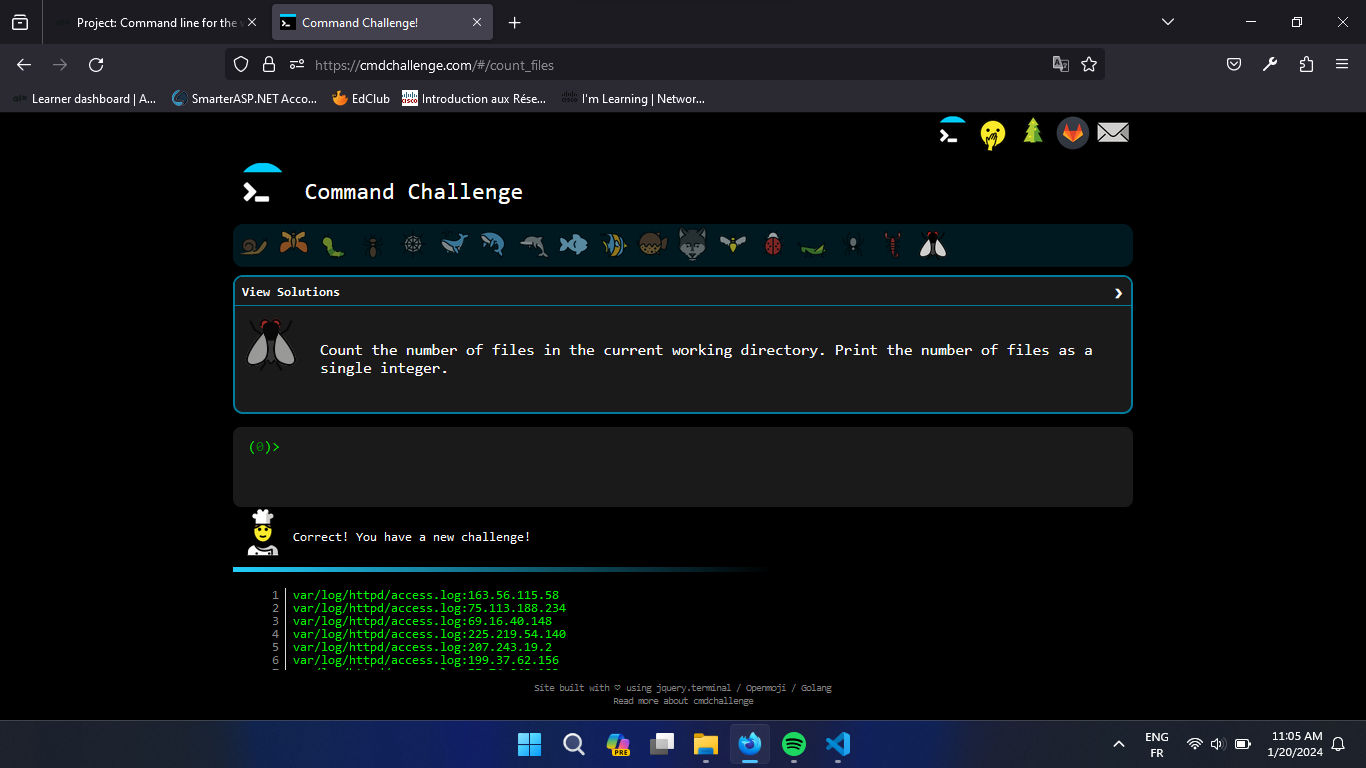 Project: Command line for the
Command Challenge!
https://cmdchallenge.com/#/count_files
Learner dashboard | A...
SmarterASP.NET Acco...
EdClub
Introduction aux Rése...
I'm Learning | Networ...
Command Challenge
View Solutions
Count the number of files in the current working directory. Print the number of files as a
single integer.
(0)>
Correct! You have a new challenge!
1 var/log/httpd/access.log:163.56.115.58
2 var/log/httpd/access.log:75.113.188.234
3 var/log/httpd/access.log:69.16.40.148
4 var/log/httpd/access.log:225.219.54.140
5 var/log/httpd/access.log:207.243.19.2
6 var/log/httpd/access.log:199.37.62.156
Site built with ♡ using jquery.terminal / Openmoji / Golang
Read more about cmdchallenge
PRE
ENG
FR
11:05 AM
1/20/2024